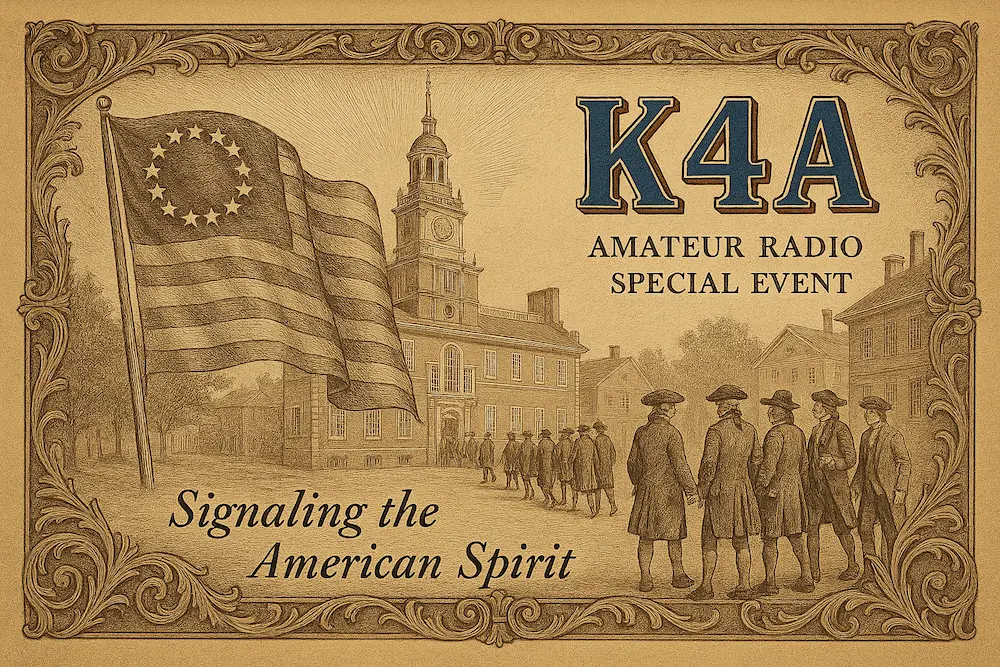 K4A
AMATEUR RADIO
SPECIAL EVENT
Signaling the
American Spirit